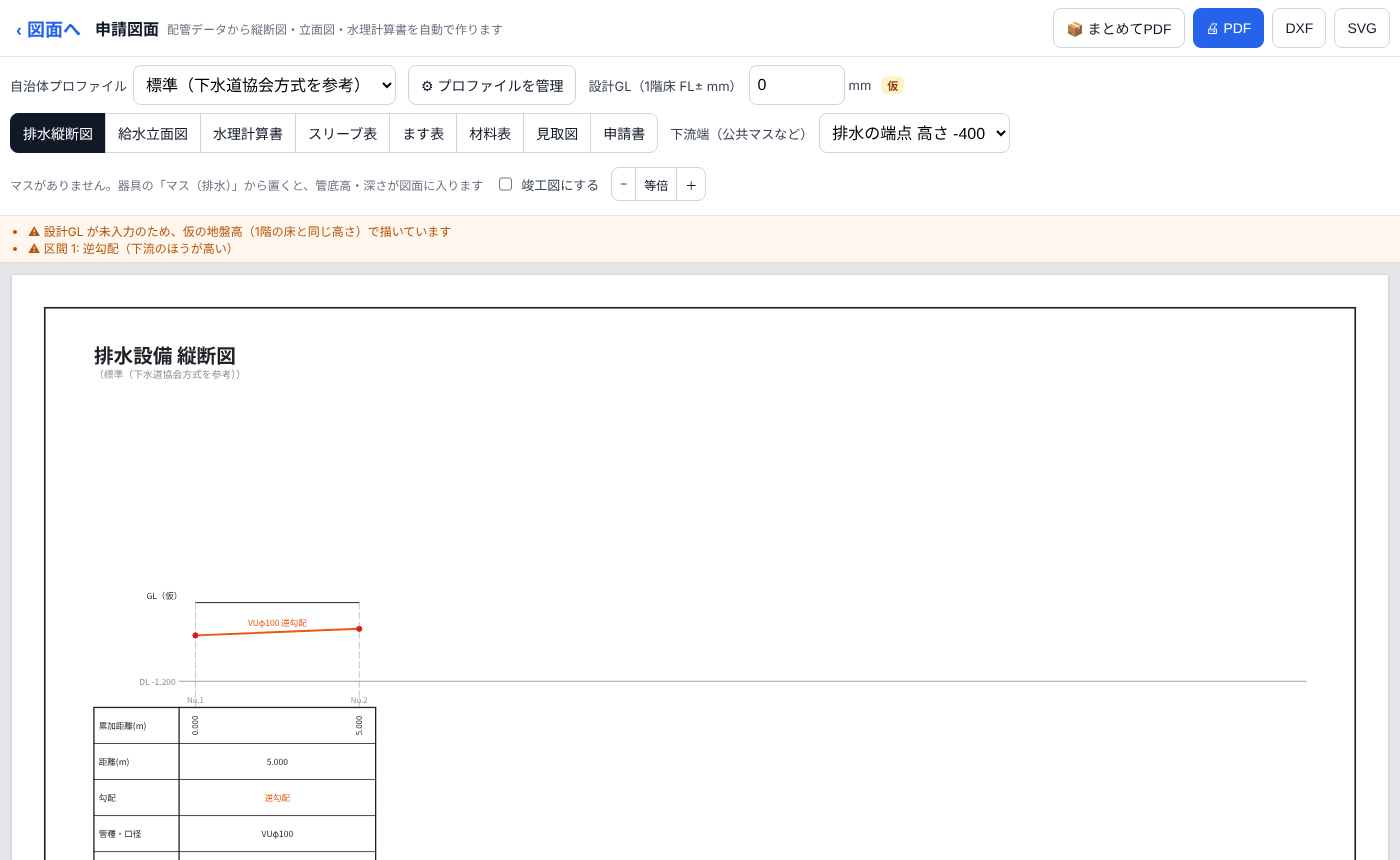 ‹ 図面へ 申請図面 配管データから縦断図・立面図・水理計算書を自動で作ります 📦 まとめてPDF 🖨 PDF DXF SVG
自治体プロファイル 標準（下水道協会方式を参考） ⚙ プロファイルを管理 設計GL（1階床 FL± mm） 0 mm 仮
排水縦断図 給水立面図 水理計算書 スリーブ表 ます表 材料表 見取図 申請書 下流端（公共マスなど） 排水の端点 高さ -400
マスがありません。器具の「マス（排水）」から置くと、管底高・深さが図面に入ります 竣工図にする − 等倍 ＋
• ⚠ 設計GL が未入力のため、仮の地盤高（1階の床と同じ高さ）で描いています
• ⚠ 区間 1: 逆勾配（下流のほうが高い）
排水設備 縦断図
（標準（下水道協会方式を参考））
GL（仮）
VUφ100 逆勾配
DL -1.200
No.1 No.2
累加距離(m) 0.000 5.000
距離(m) 5.000
勾配 逆勾配
管種・口径 VUφ100